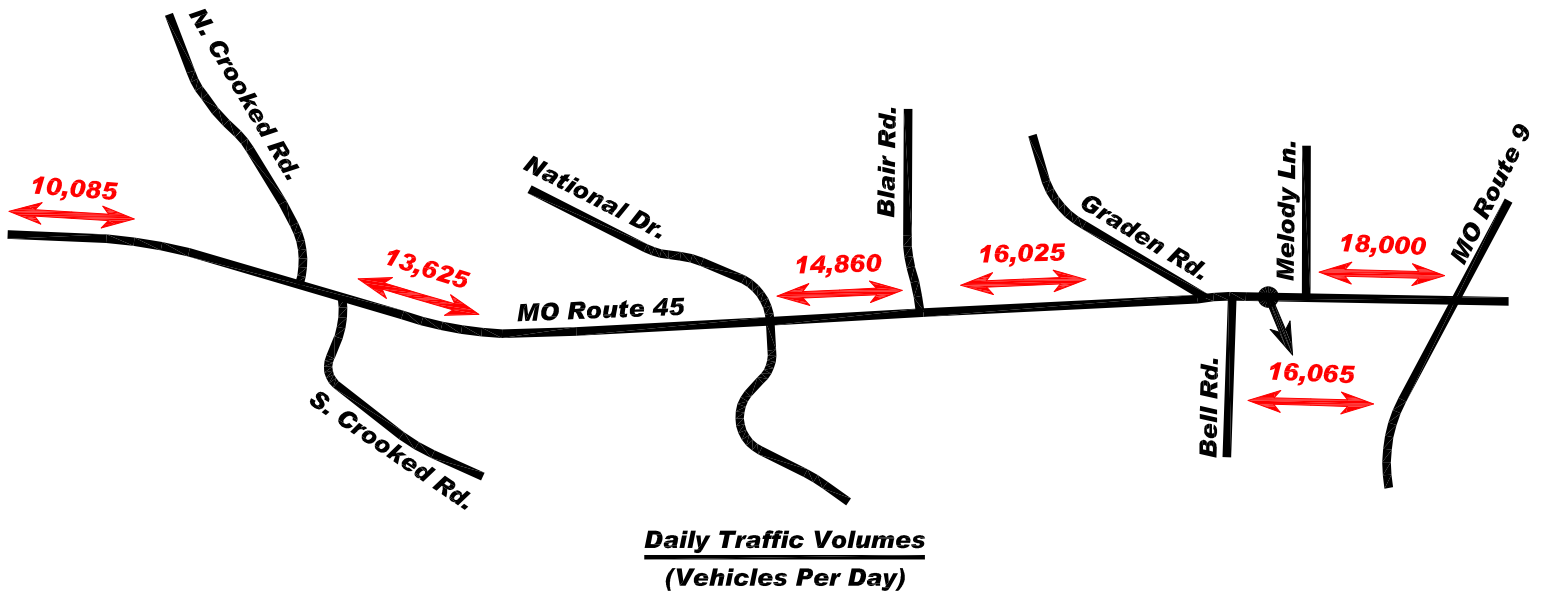 N. Crooked Rd.
10,085
13,625
S. Crooked Rd.
National Dr.
MO Route 45
14,860
Blair Rd.
16,025
Graden Rd.
Melody Ln.
18,000
MO Route 9
Bell Rd.
16,065
Daily Traffic Volumes
(Vehicles Per Day)